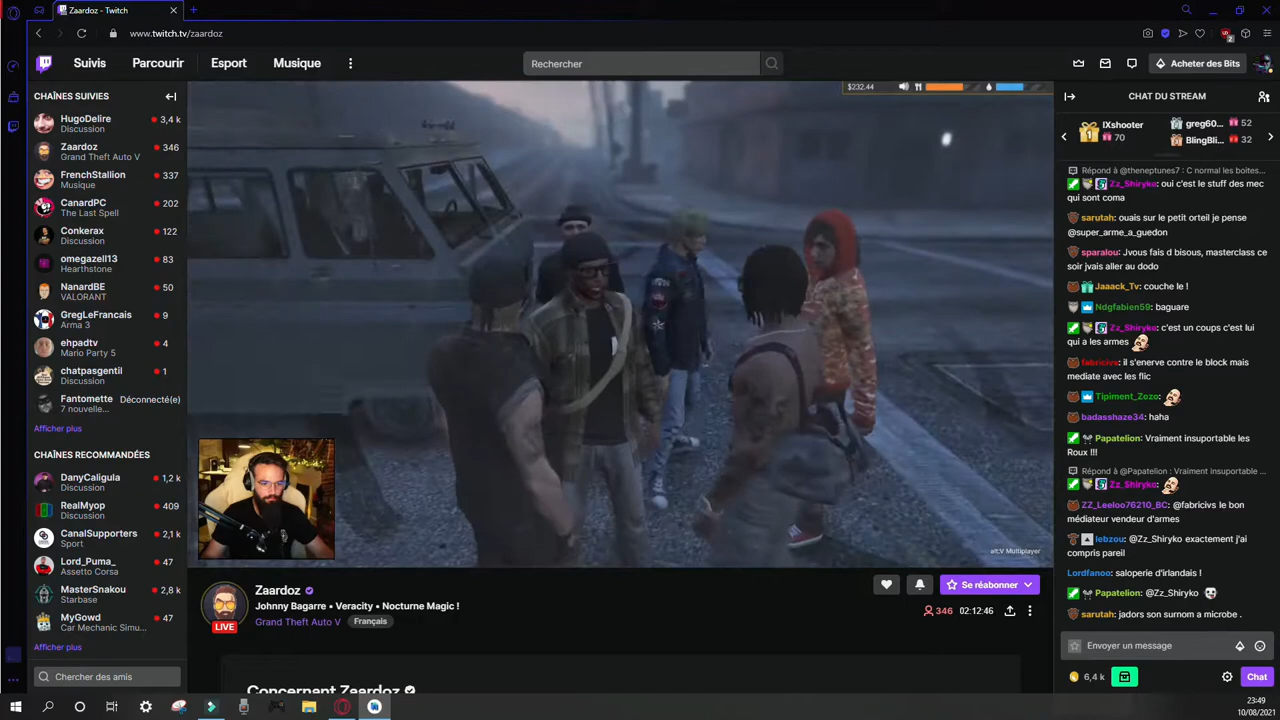 Zaardoz - Twitch
www.twitch.tv/zaardoz
2
Suivis
Parcourir
Esport
Musique
Rechercher
Acheter des Bits
CHAÎNES SUIVIES
HugoDelire
3,4 k
Discussion
Zaardoz
346
Grand Theft Auto V
FrenchStallion
337
Musique
CanardPC
202
The Last Spell
Conkerax
122
Discussion
omegazell13
83
Hearthstone
NanardBE
50
VALORANT
GregLeFrancais
9
Arma 3
ehpadtv
4
Mario Party 5
chatpasgentil
1
Discussion
Fantomette
Déconnecté(e)
7 nouvelle...
Afficher plus
CHAÎNES RECOMMANDÉES
DanyCaligula
1,2 k
Discussion
RealMyop
409
Discussion
CanalSupporters
2,1 k
Sport
Lord_Puma_
47
Assetto Corsa
MasterSnakou
2,8 k
Starbase
MyGowd
47
Car Mechanic Simu...
Afficher plus
Chercher des amis
$232.44
alt:V Multiplayer
Zaardoz
LIVE
Johnny Bagarre • Veracity • Nocturne Magic !
Grand Theft Auto V
Français
Se réabonner
346
02:12:46
Concernant Zaardoz
CHAT DU STREAM
IXshooter
70
greg60...
52
BlingBli...
32
Répond à @theneptunes7 : C normal les boites...
Zz_Shiryko: oui c'est le stuff des mec
qui sont coma
sarutah: ouais sur le petit orteil je pense
@super_arme_a_guedon
sparalou: Jvous fais d bisous, masterclass ce
soir jvais aller au dodo
Jaaack_Tv: couche le !
Ndgfabien59: baguare
Zz_Shiryko: c'est un coups c'est lui
qui a les armes
fabricivs: il s'enerve contre le block mais
mediate avec les flic
Tipiment_Zozo:
badasshaze34: haha
Papatelion: Vraiment insuportable les
Roux !!!
Répond à @Papatelion : Vraiment insuportable ...
Zz_Shiryko:
ZZ_Leeloo76210_BC: @fabricivs le bon
médiateur vendeur d'armes
lebzou: @Zz_Shiryko exactement j'ai
compris pareil
Lordfanoo: saloperie d'irlandais !
Papatelion: @Zz_Shiryko
sarutah: jadors son surnom a microbe .
Envoyer un message
6,4 k
Chat
23:49
10/08/2021